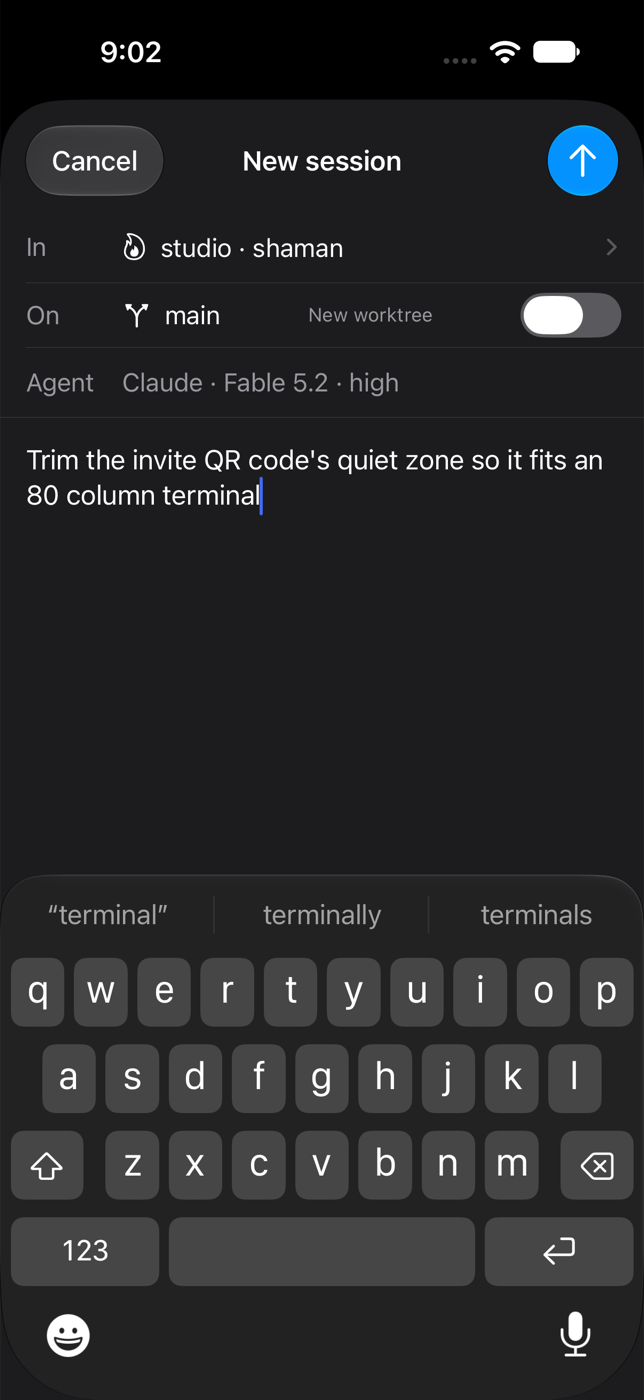 9:02
Cancel
New session
In
studio · shaman
On
main
New worktree
Agent
Claude · Fable 5.2 · high
Trim the invite QR code's quiet zone so it fits an
80 column terminal
“terminal”
terminally
terminals
q w e r t y u i o p
a s d f g h j k l
z x c v b n m
123